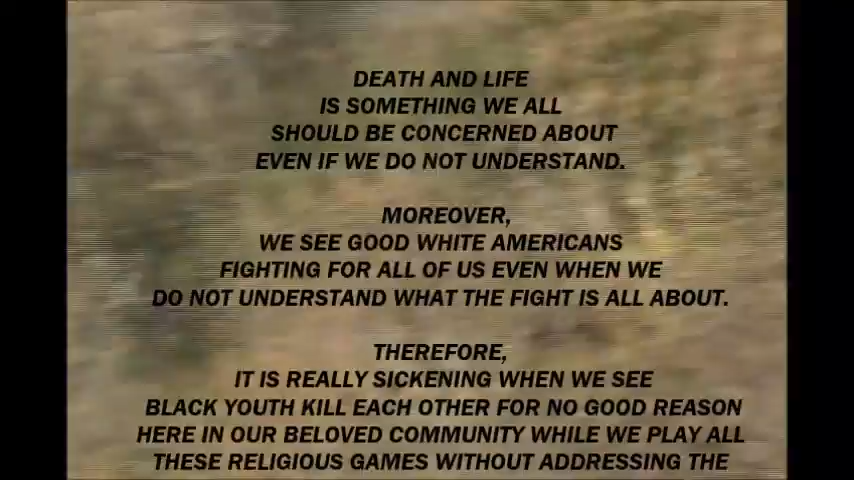 DEATH AND LIFE
IS SOMETHING WE ALL
SHOULD BE CONCERNED ABOUT
EVEN IF WE DO NOT UNDERSTAND.
MOREOVER,
WE SEE GOOD WHITE AMERICANS
FIGHTING FOR ALL OF US EVEN WHEN WE
DO NOT UNDERSTAND WHAT THE FIGHT IS ALL ABOUT.
THEREFORE,
IT IS REALLY SICKENING WHEN WE SEE
BLACK YOUTH KILL EACH OTHER FOR NO GOOD REASON
HERE IN OUR BELOVED COMMUNITY WHILE WE PLAY ALL
THESE RELIGIOUS GAMES WITHOUT ADDRESSING THE